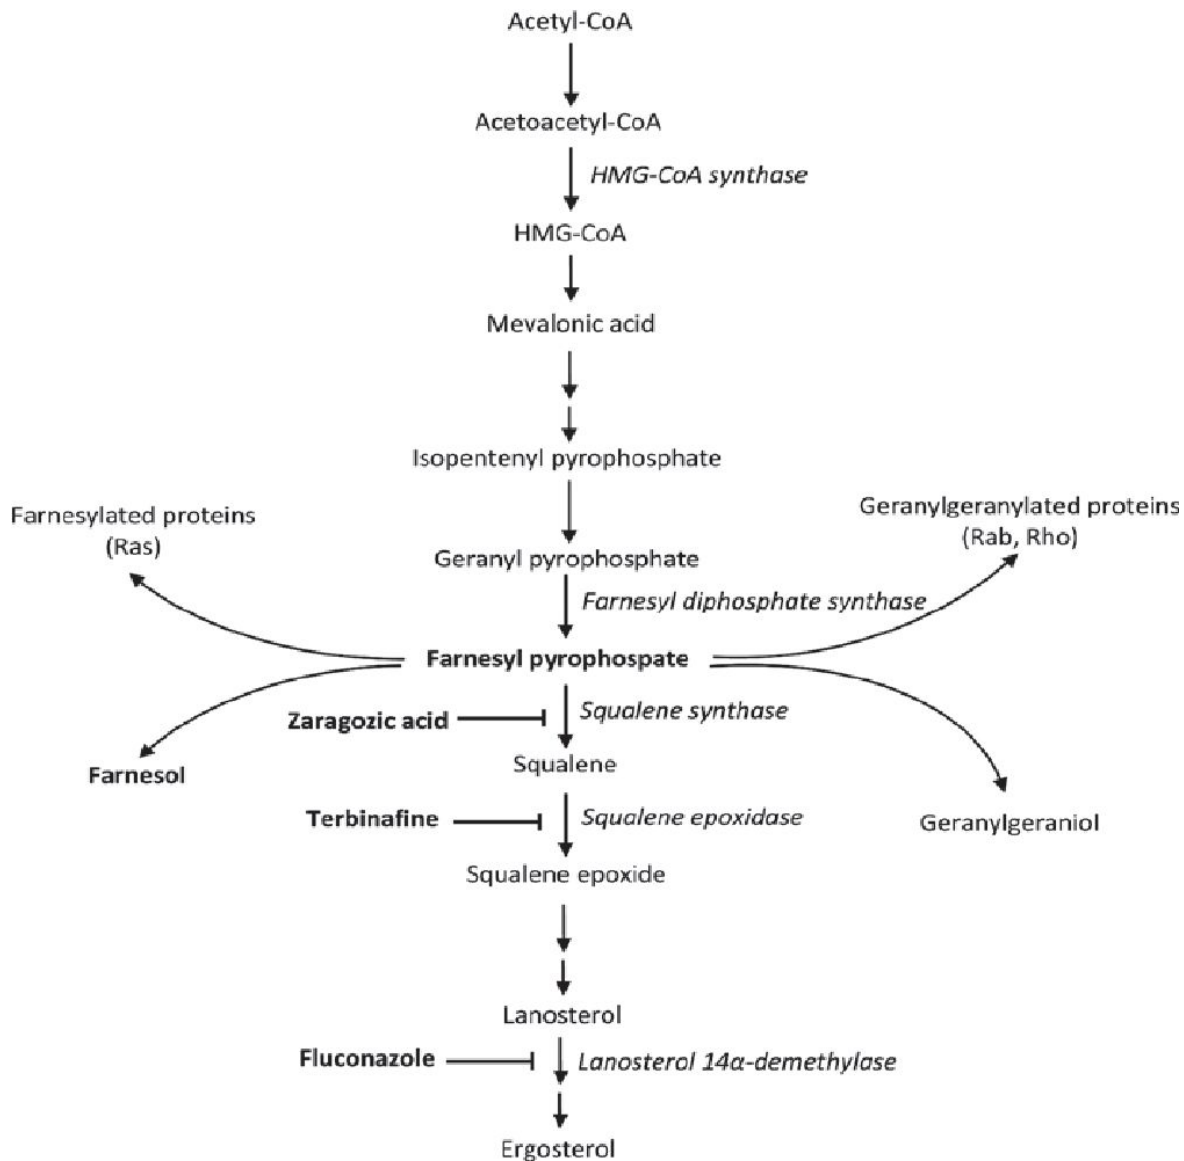 Acetyl-CoA
Acetoacetyl-CoA
HMG-CoA synthase
HMG-CoA
Mevalonic acid
Isopentenyl pyrophosphate
Farnesylated proteins
(Ras)
Geranylgeranylated proteins
(Rab, Rho)
Geranyl pyrophosphate
Farnesyl diphosphate synthase
Farnesyl pyrophospate
Zaragozic acid
Squalene synthase
Farnesol
Squalene
Terbinafine
Squalene epoxidase
Geranylgeraniol
Squalene epoxide
Lanosterol
Fluconazole
Lanosterol 14α-demethylase
Ergosterol